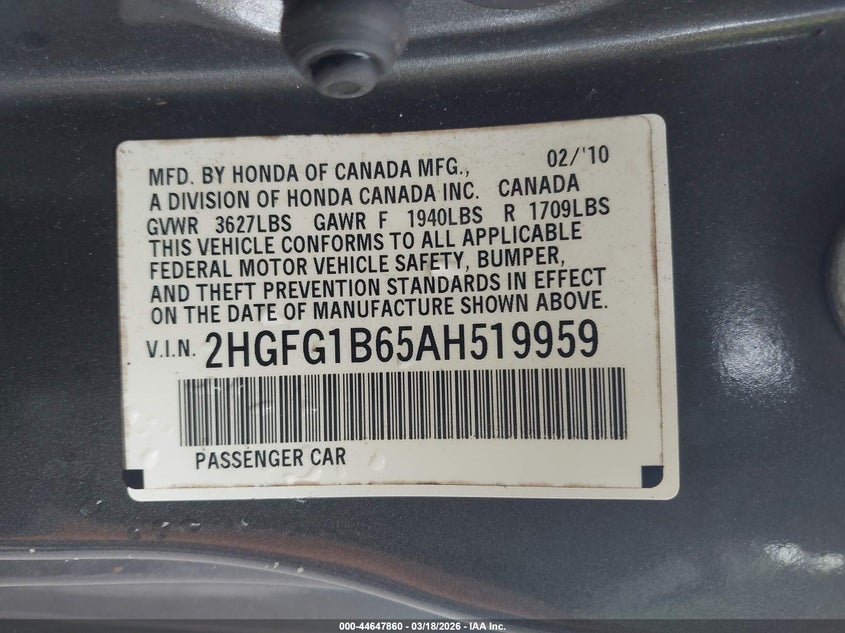 MFD. BY HONDA OF CANADA MFG., 02/'10
A DIVISION OF HONDA CANADA INC. CANADA
GVWR 3627LBS GAWR F 1940LBS R 1709LBS
THIS VEHICLE CONFORMS TO ALL APPLICABLE
FEDERAL MOTOR VEHICLE SAFETY, BUMPER,
AND THEFT PREVENTION STANDARDS IN EFFECT
ON THE DATE OF MANUFACTURE SHOWN ABOVE.
V.I.N. 2HGFG1B65AH519959
PASSENGER CAR
000-44647860 - 03/18/2026 - IAA Inc.